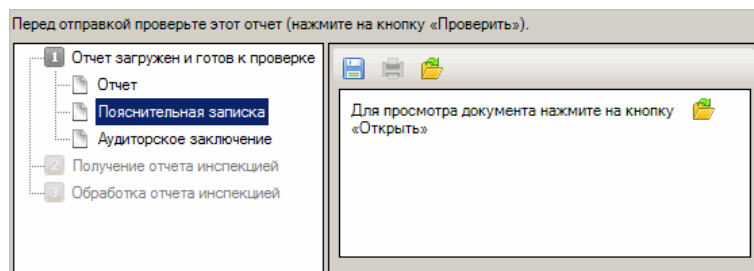 Перед отправкой проверьте этот отчет (нажмите на кнопку «Проверить»).
1 Отчет загружен и готов к проверке
Отчет
Пояснительная записка
Аудиторское заключение
2 Получение отчета инспекцией
3 Обработка отчета инспекцией
Для просмотра документа нажмите на кнопку
«Открыть»